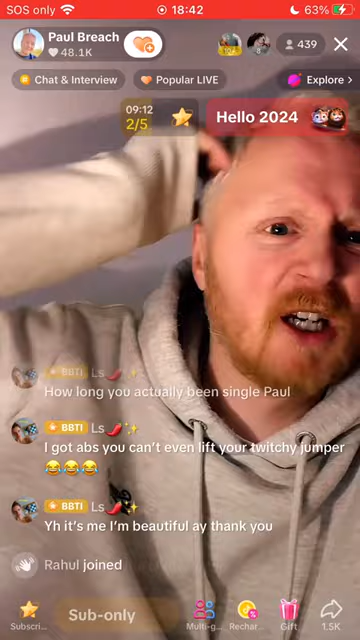 SOS only 18:42 63%
Paul Breach
48.1K
439
Chat & Interview Popular LIVE Explore >
09:12
2/5
Hello 2024
BBTI Ls
How long you actually been single Paul
BBTI Ls
I got abs you can't even lift your twitchy jumper
😂😂😂
BBTI Ls
Yh it's me I'm beautiful ay thank you
Rahul joined
Sub-only
Subscri... Multi-g... Rechar... Gift 1.5K